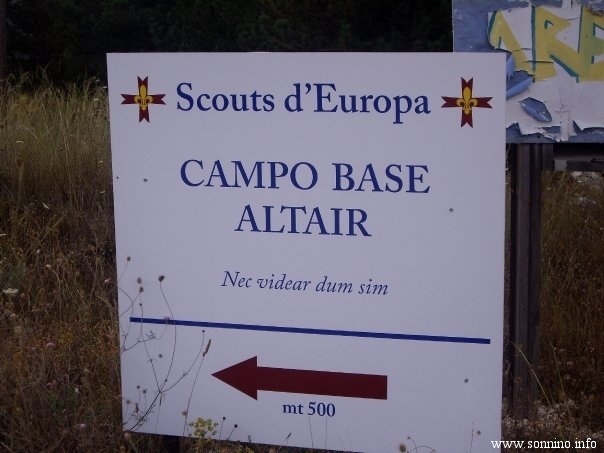 Scouts d'Europa
CAMPO BASE
ALTAIR
Nec videar dum sim
mt 500
www.sonnino.info